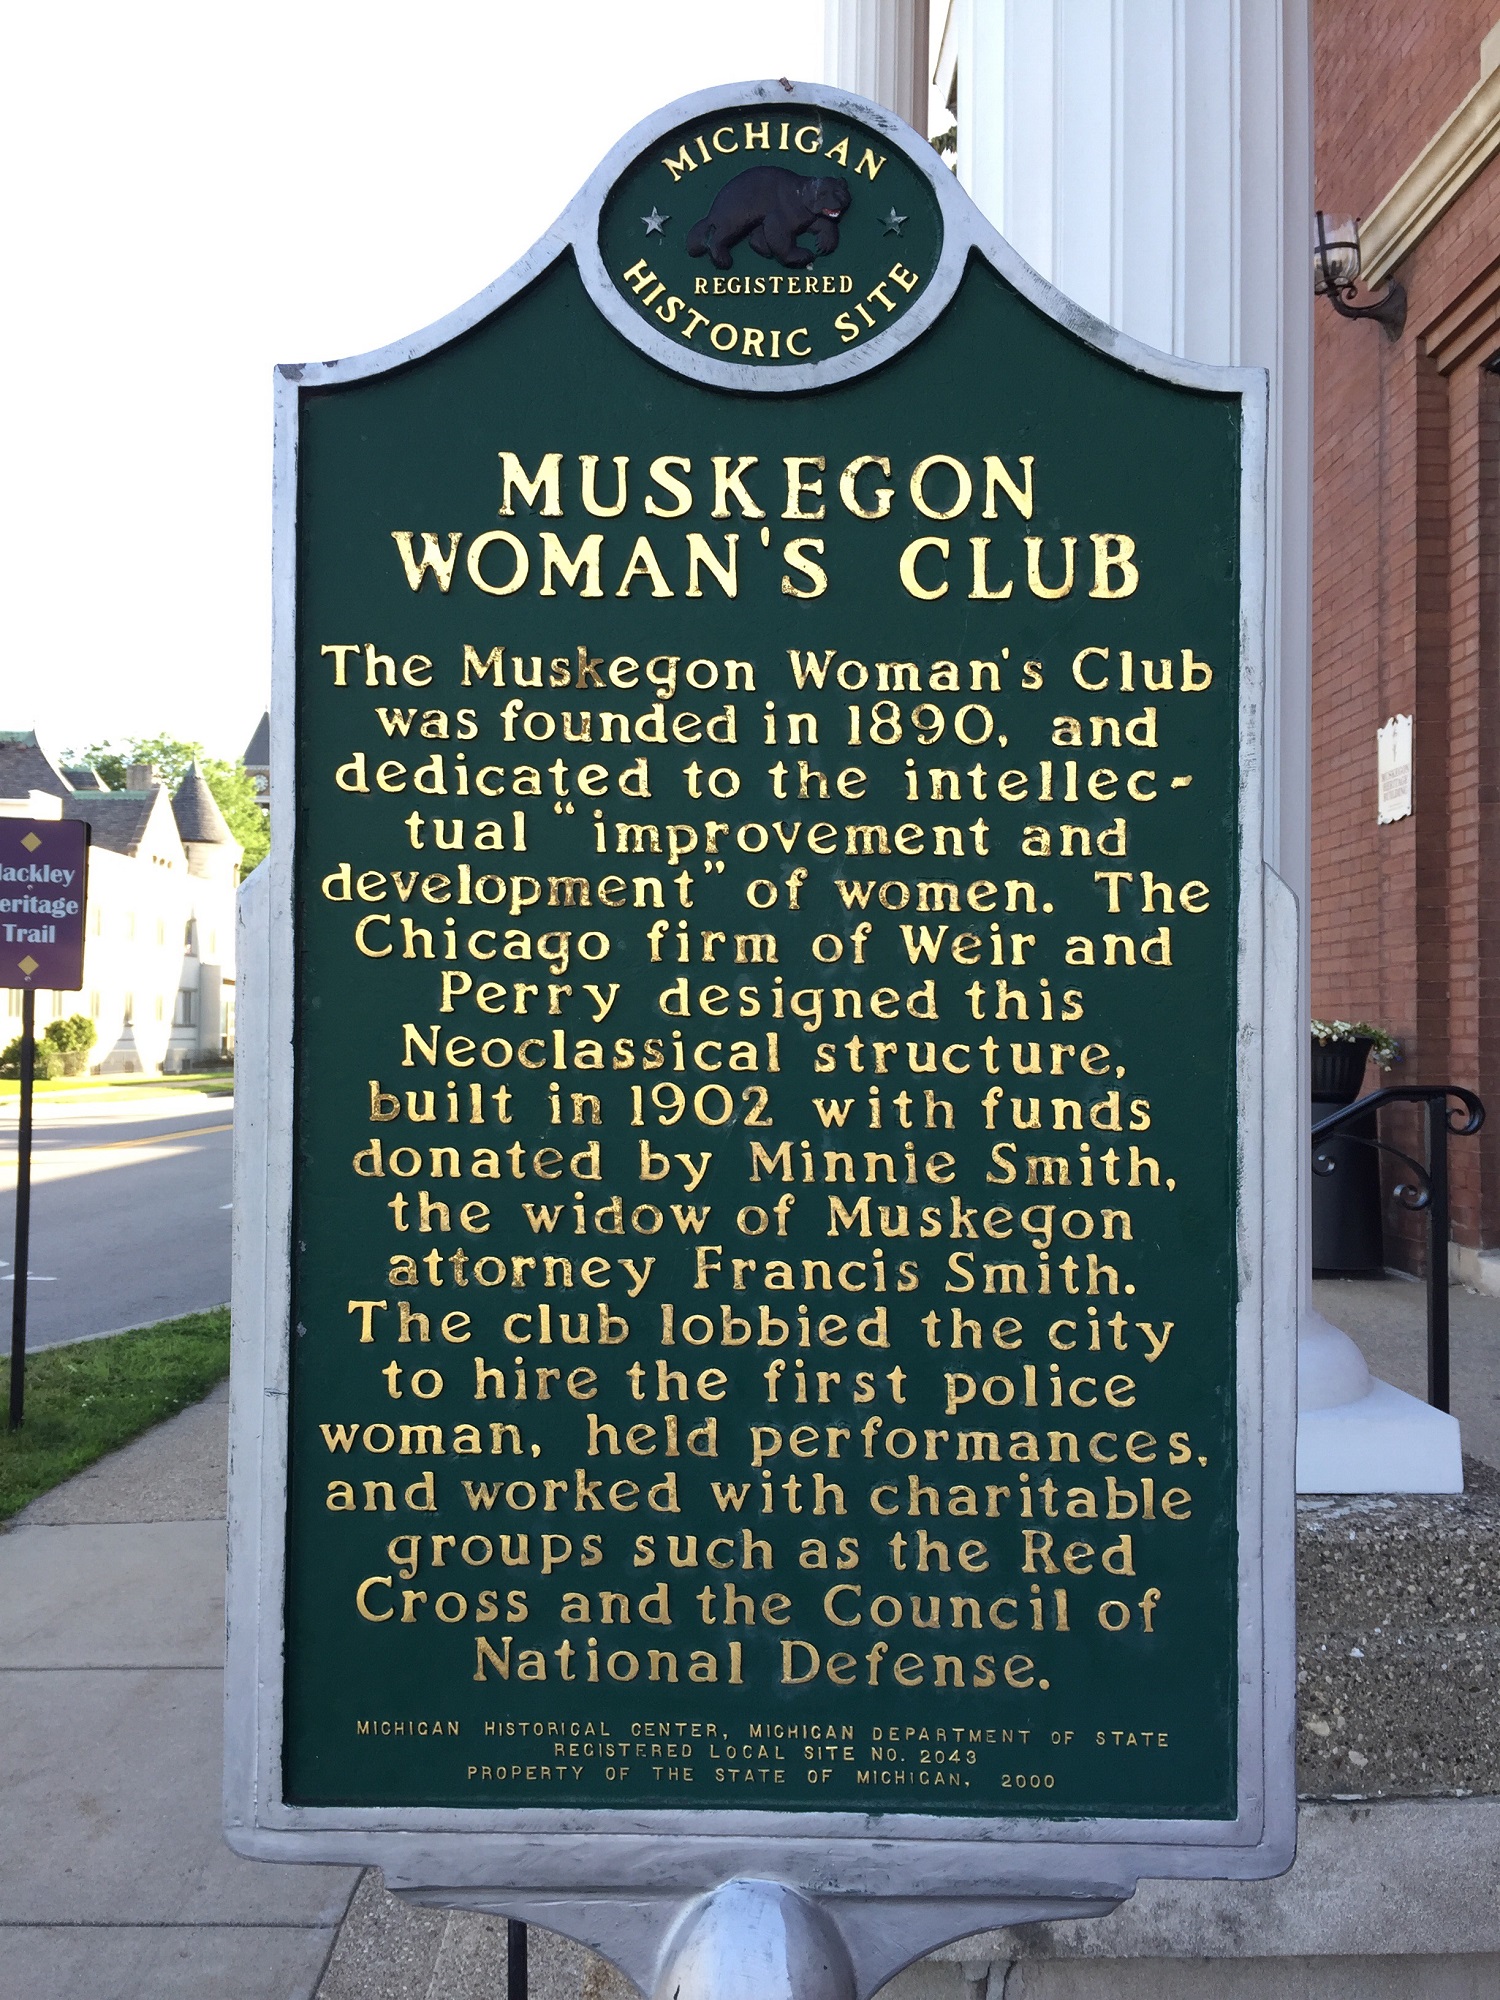 MICHIGAN
REGISTERED
HISTORIC SITE
MUSKEGON
WOMAN'S CLUB
The Muskegon Woman's Club
was founded in 1890, and
dedicated to the intellec-
tual "improvement and
development" of women. The
Chicago firm of Weir and
Perry designed this
Neoclassical structure,
built in 1902 with funds
donated by Minnie Smith,
the widow of Muskegon
attorney Francis Smith.
The club lobbied the city
to hire the first police
woman, held performances,
and worked with charitable
groups such as the Red
Cross and the Council of
National Defense.
MICHIGAN HISTORICAL CENTER, MICHIGAN DEPARTMENT OF STATE
REGISTERED LOCAL SITE NO. 2043
PROPERTY OF THE STATE OF MICHIGAN, 2000
ackley
eritage
Trail